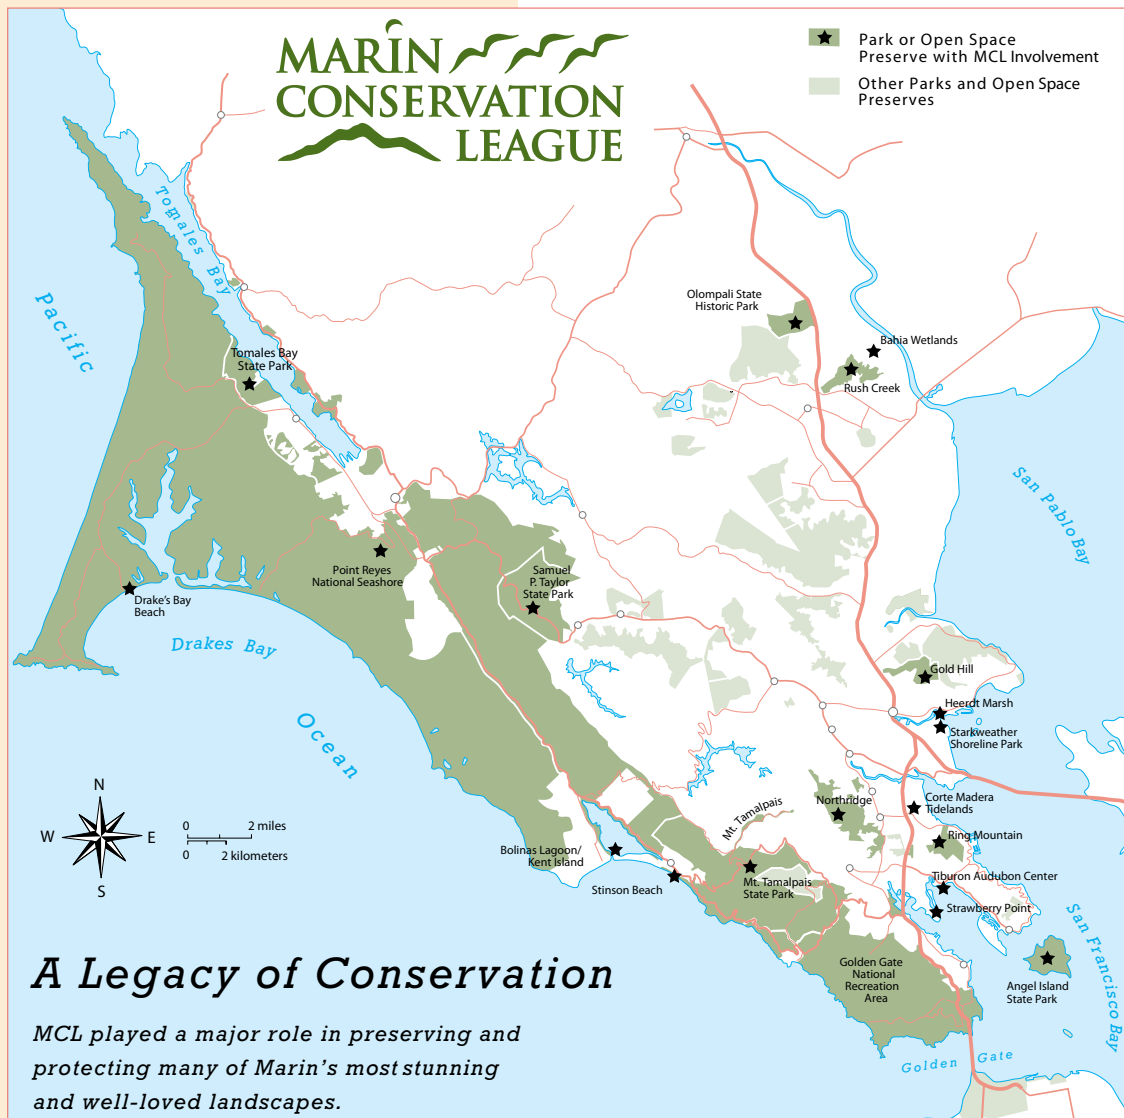 MARIN
CONSERVATION
LEAGUE
Park or Open Space
Preserve with MCL Involvement
Other Parks and Open Space
Preserves
Tomales Bay
Pacific
Olompali State
Historic Park
Bahia Wetlands
Rush Creek
Tomales Bay
State Park
San Pablo Bay
Point Reyes
National Seashore
Samuel
P. Taylor
State Park
Drake's Bay
Beach
Drakes Bay
Gold Hill
Heerdt Marsh
Starkweather
Shoreline Park
Ocean
N
W
E
S
0
2 miles
0
2 kilometers
Northridge
Mt. Tamalpais
Corte Madera
Tidelands
Ring Mountain
Bolinas Lagoon/
Kent Island
Stinson Beach
Mt. Tamalpais
State Park
Tiburon Audubon Center
Strawberry Point
San Francisco Bay
Golden Gate
National
Recreation
Area
Angel Island
State Park
Golden Gate
A Legacy of Conservation
MCL played a major role in preserving and
protecting many of Marin's most stunning
and well-loved landscapes.